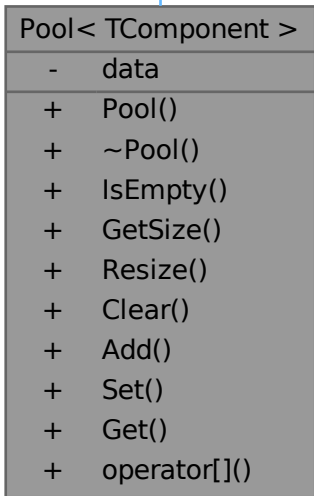 Pool< TComponent >
- data
+ Pool()
+ ~Pool()
+ IsEmpty()
+ GetSize()
+ Resize()
+ Clear()
+ Add()
+ Set()
+ Get()
+ operator[]()